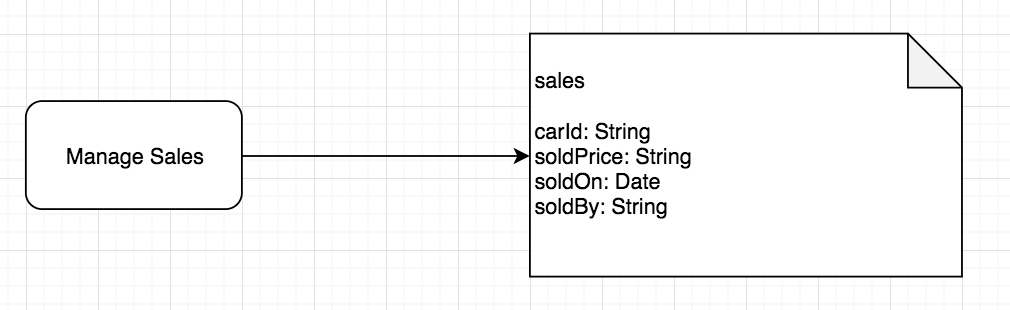 Manage Sales
sales
carId: String
soldPrice: String
soldOn: Date
soldBy: String